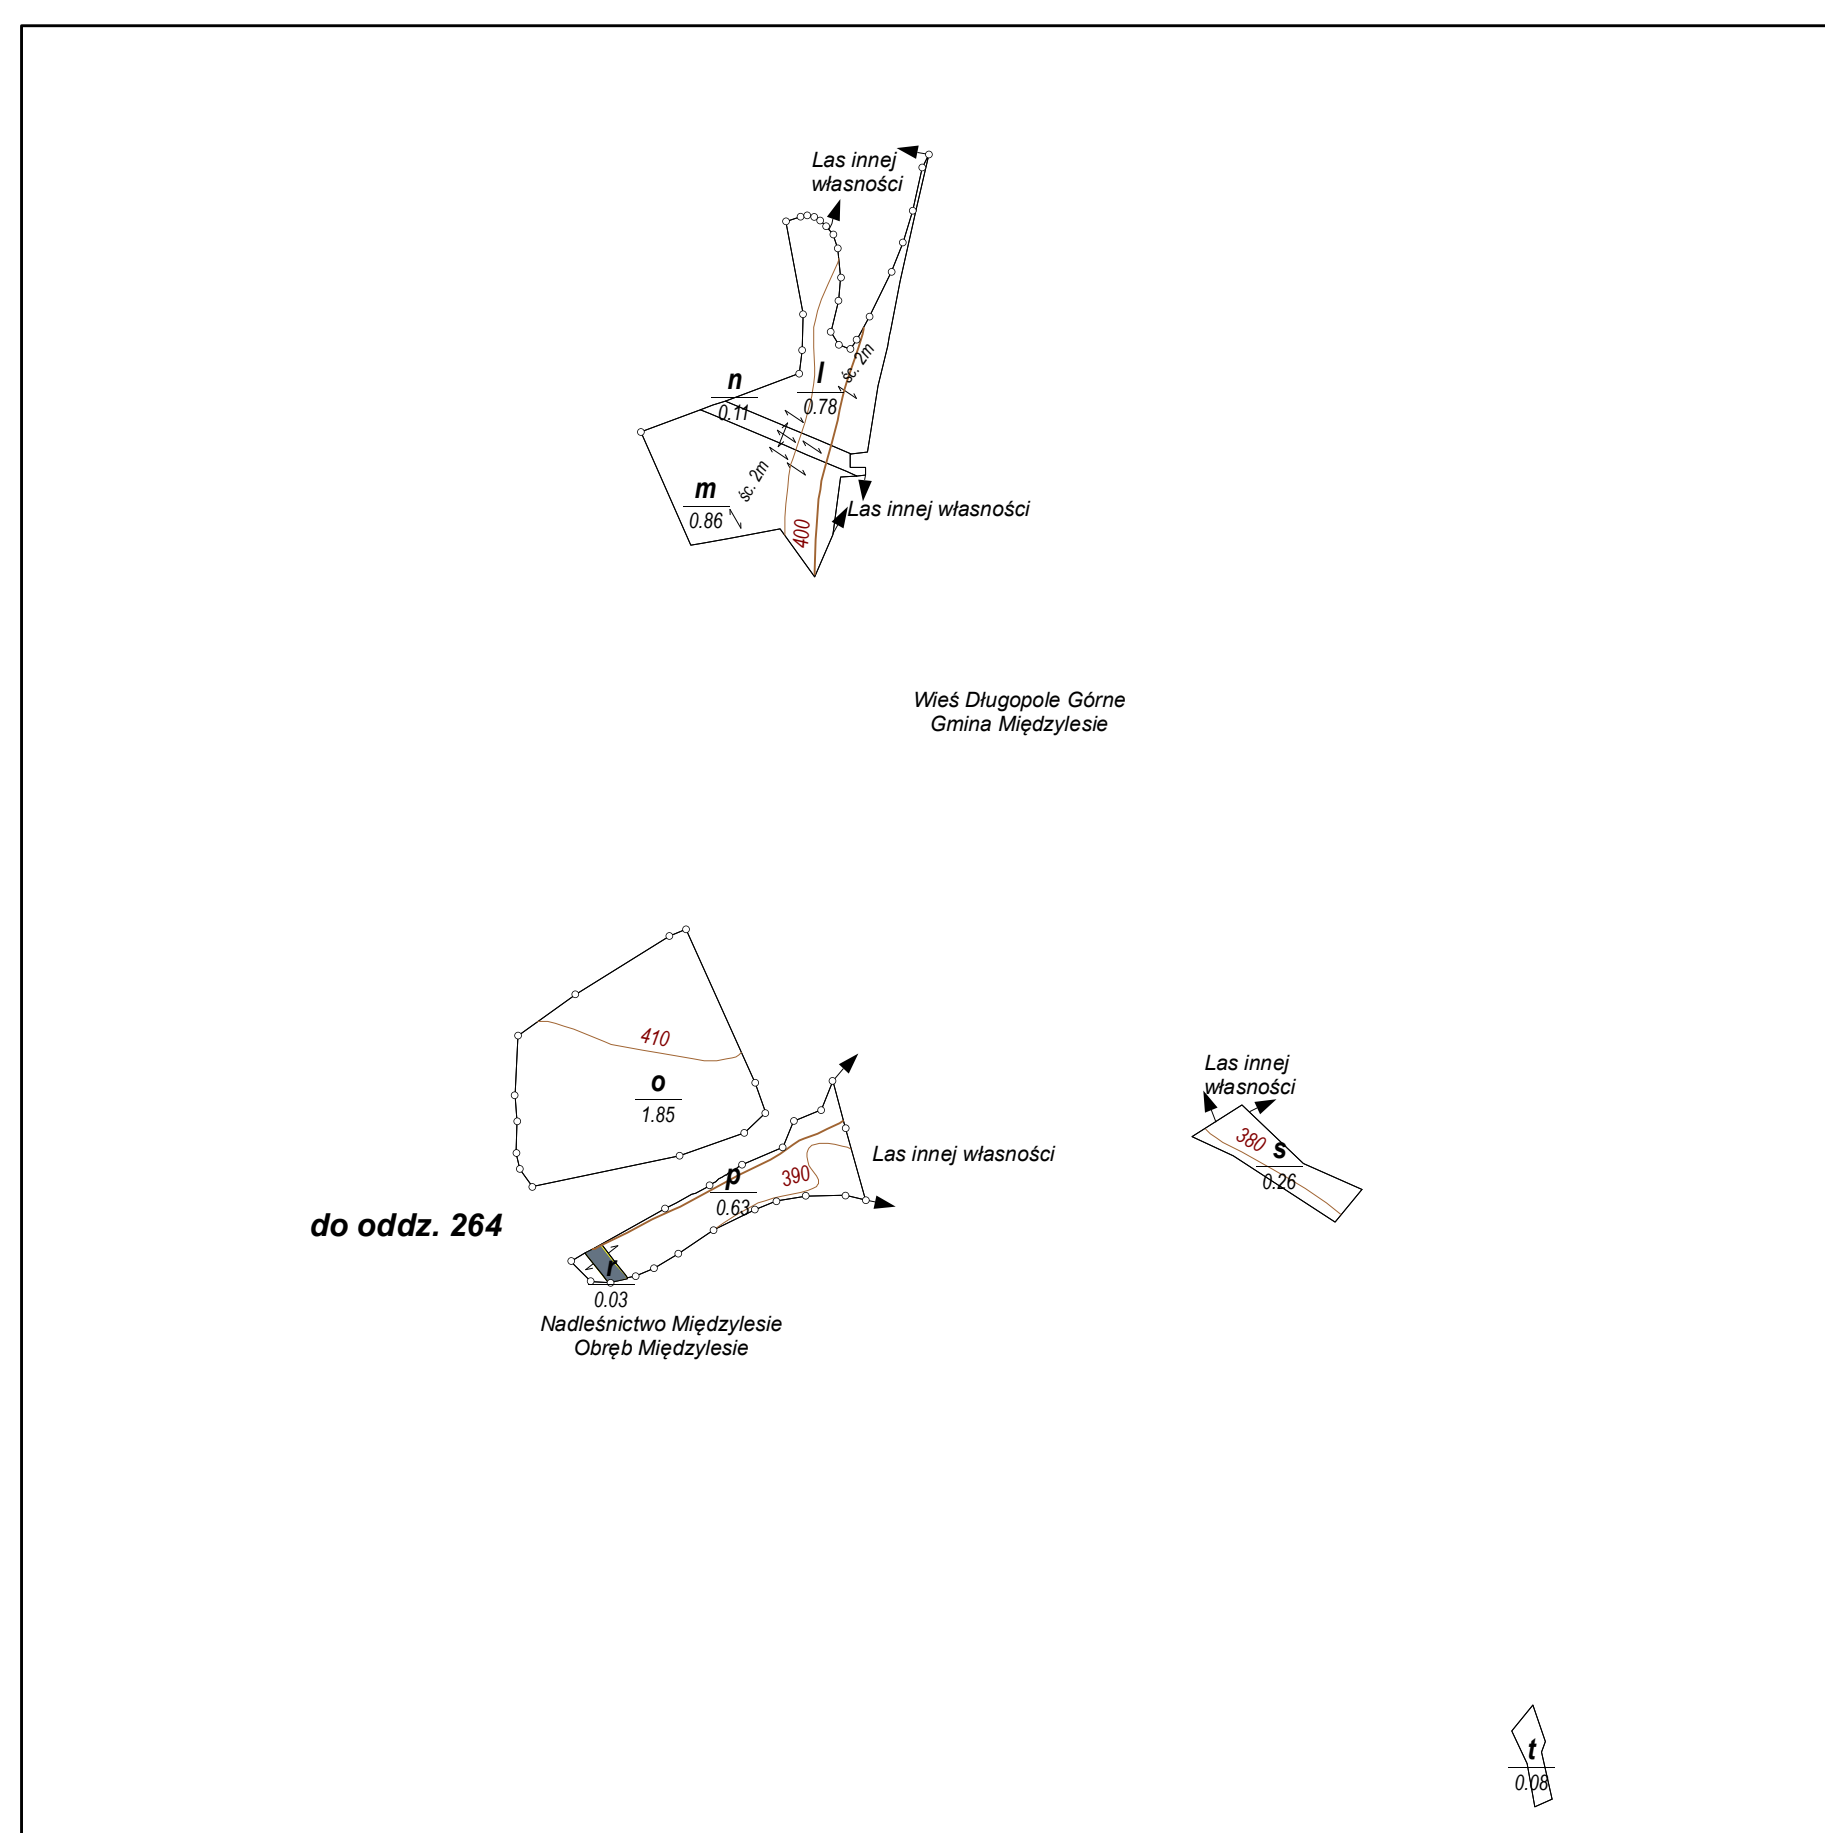 Las innej
własności
n
0.11
l
0.78
śc. 2m
m
0.86
śc. 2m
400
Las innej własności
Wieś Długopole Górne
Gmina Międzylesie
410
o
1.85
Las innej
własności
380
s
0.26
Las innej własności
p
0.63
390
do oddz. 264
r
0.03
Nadleśnictwo Międzylesie
Obręb Międzylesie
t
0.08